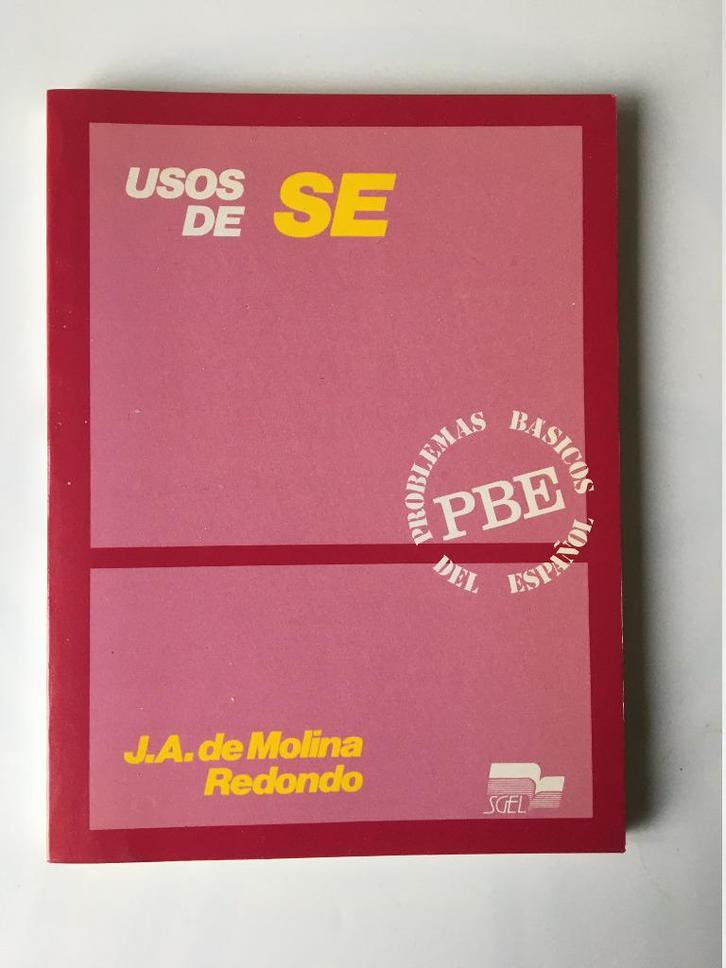 USOS
DE SE
PROBLEMAS BASICOS
DEL ESPAÑOL
PBE
J.A. de Molina
Redondo
SGEL